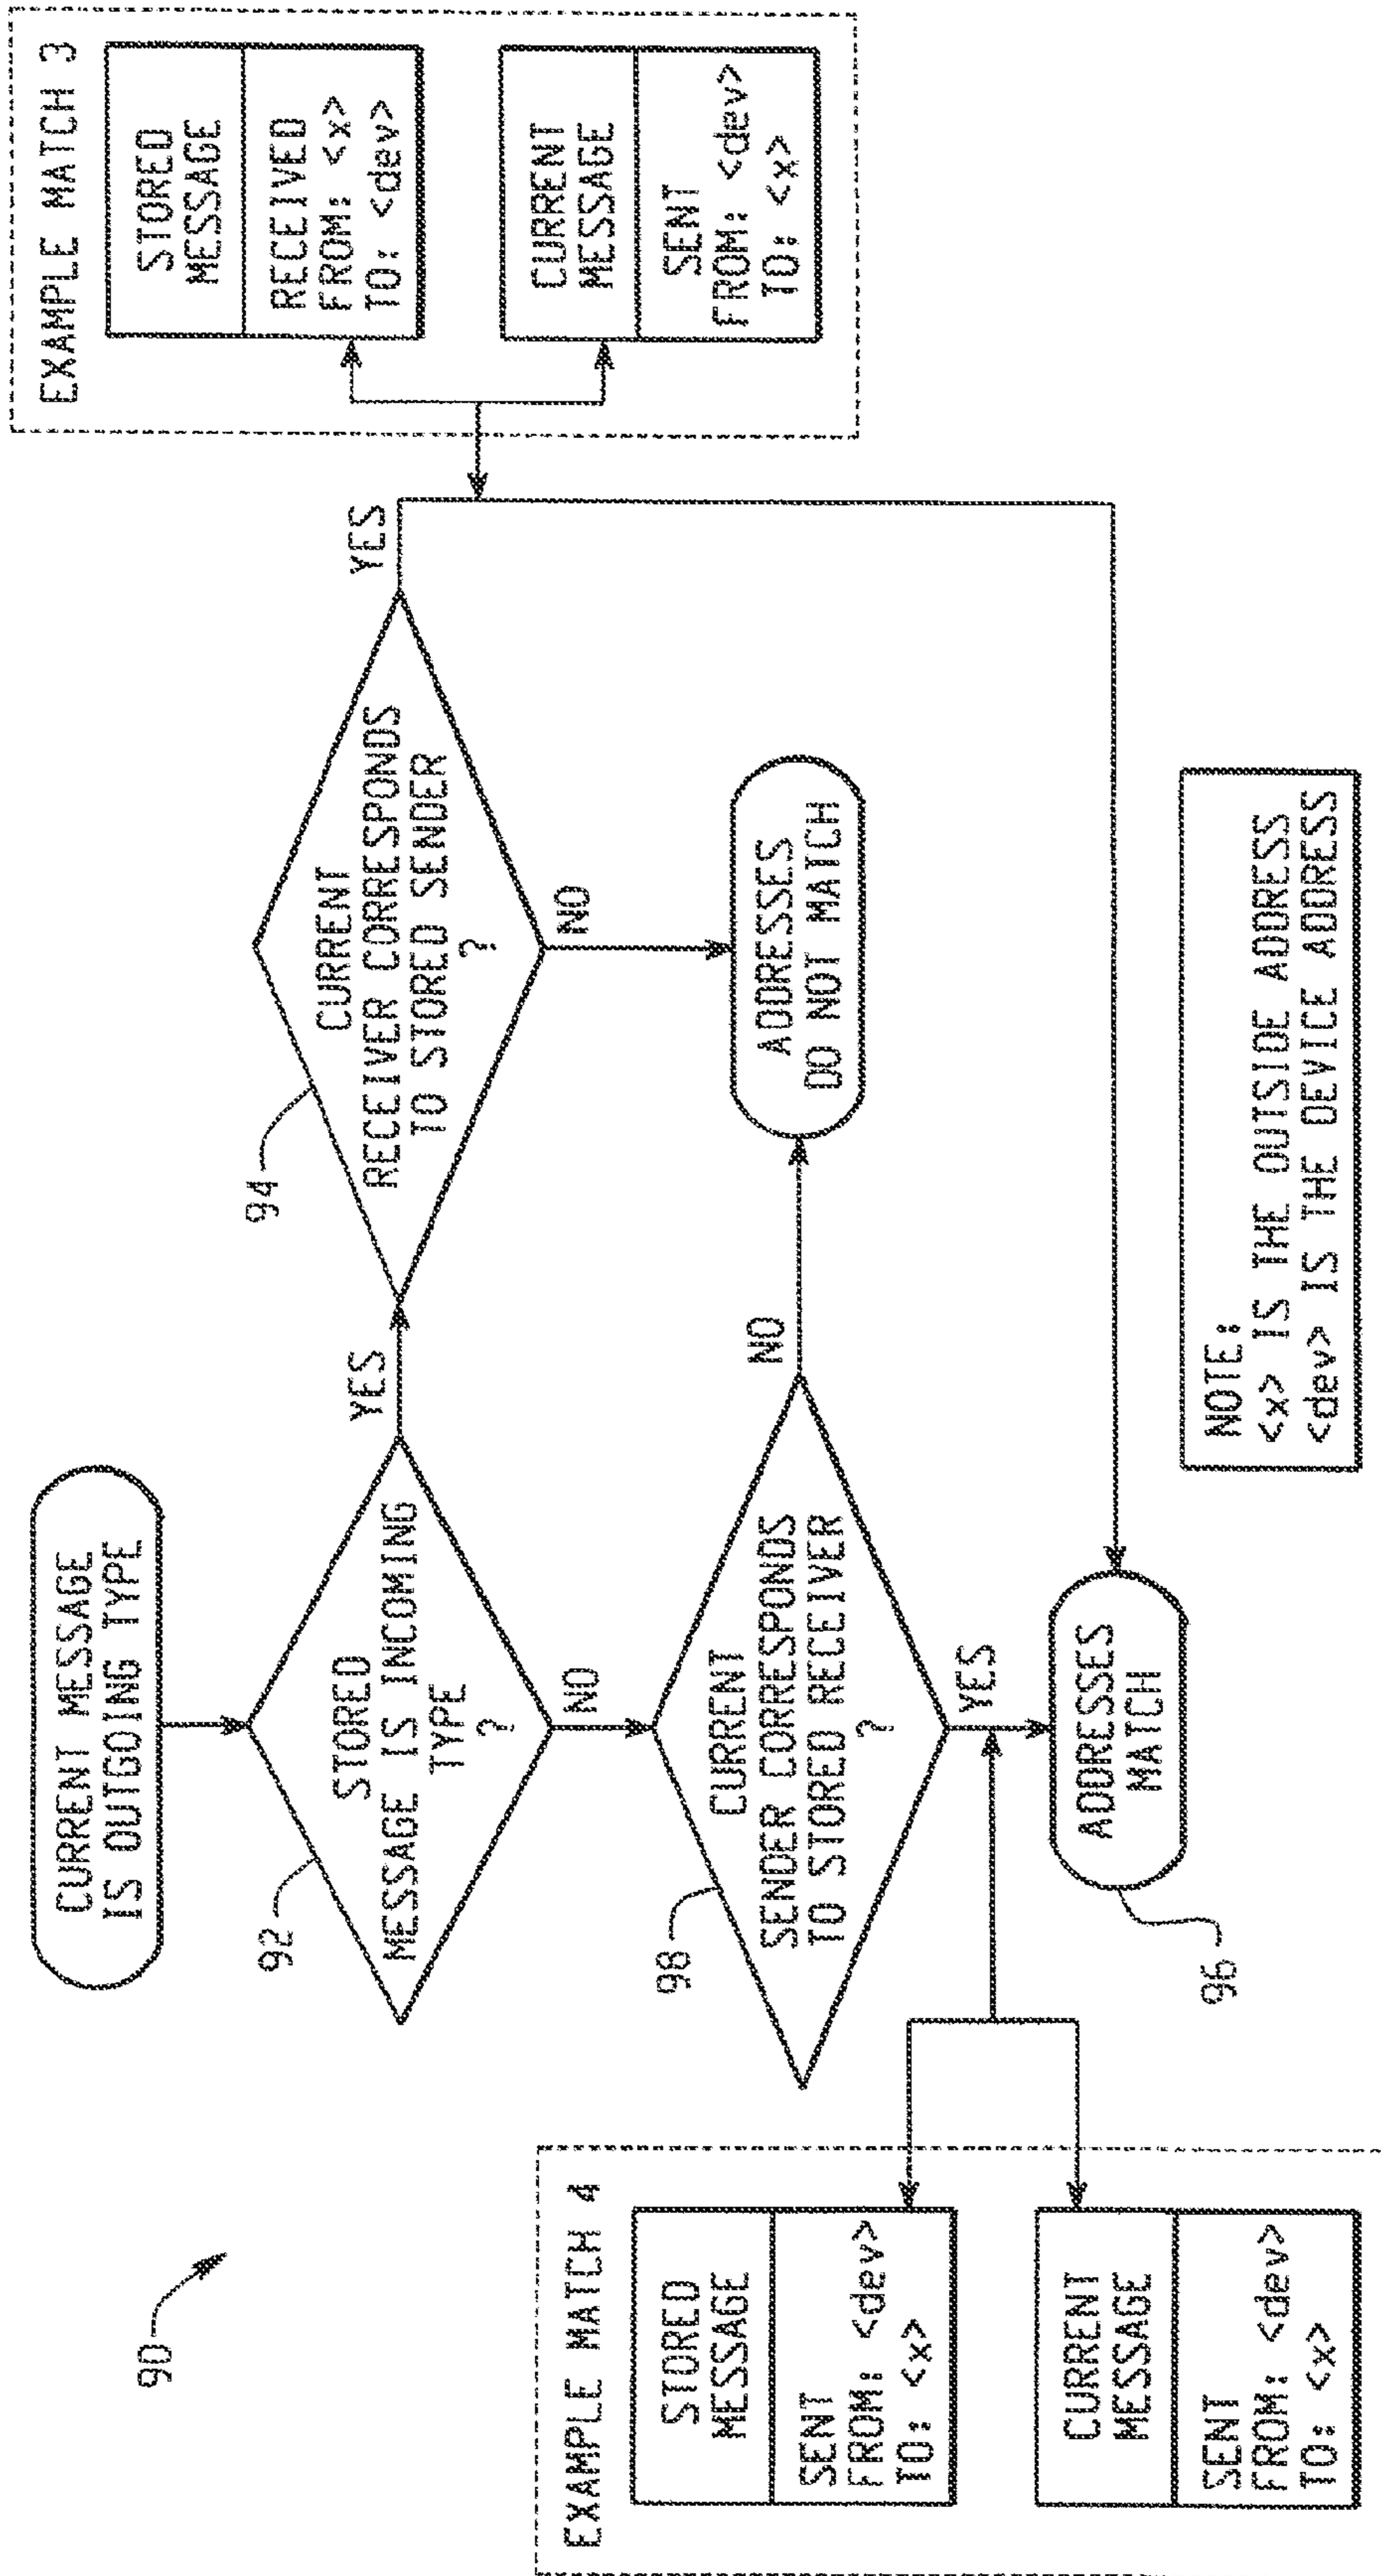 90
CURRENT MESSAGE
IS OUTGOING TYPE
92
STORED
MESSAGE IS INCOMING
TYPE
?
YES
NO
94
CURRENT
RECEIVER CORRESPONDS
TO STORED SENDER
?
YES
NO
EXAMPLE MATCH 3
STORED
MESSAGE
RECEIVED
FROM: <x>
TO: <dev>
CURRENT
MESSAGE
SENT
FROM: <dev>
TO: <x>
98
CURRENT
SENDER CORRESPONDS
TO STORED RECEIVER
?
NO
YES
ADDRESSES
DO NOT MATCH
EXAMPLE MATCH 4
STORED
MESSAGE
SENT
FROM: <dev>
TO: <x>
CURRENT
MESSAGE
SENT
FROM: <dev>
TO: <x>
ADDRESSES
MATCH
96
NOTE:
<x> IS THE OUTSIDE ADDRESS
<dev> IS THE DEVICE ADDRESS